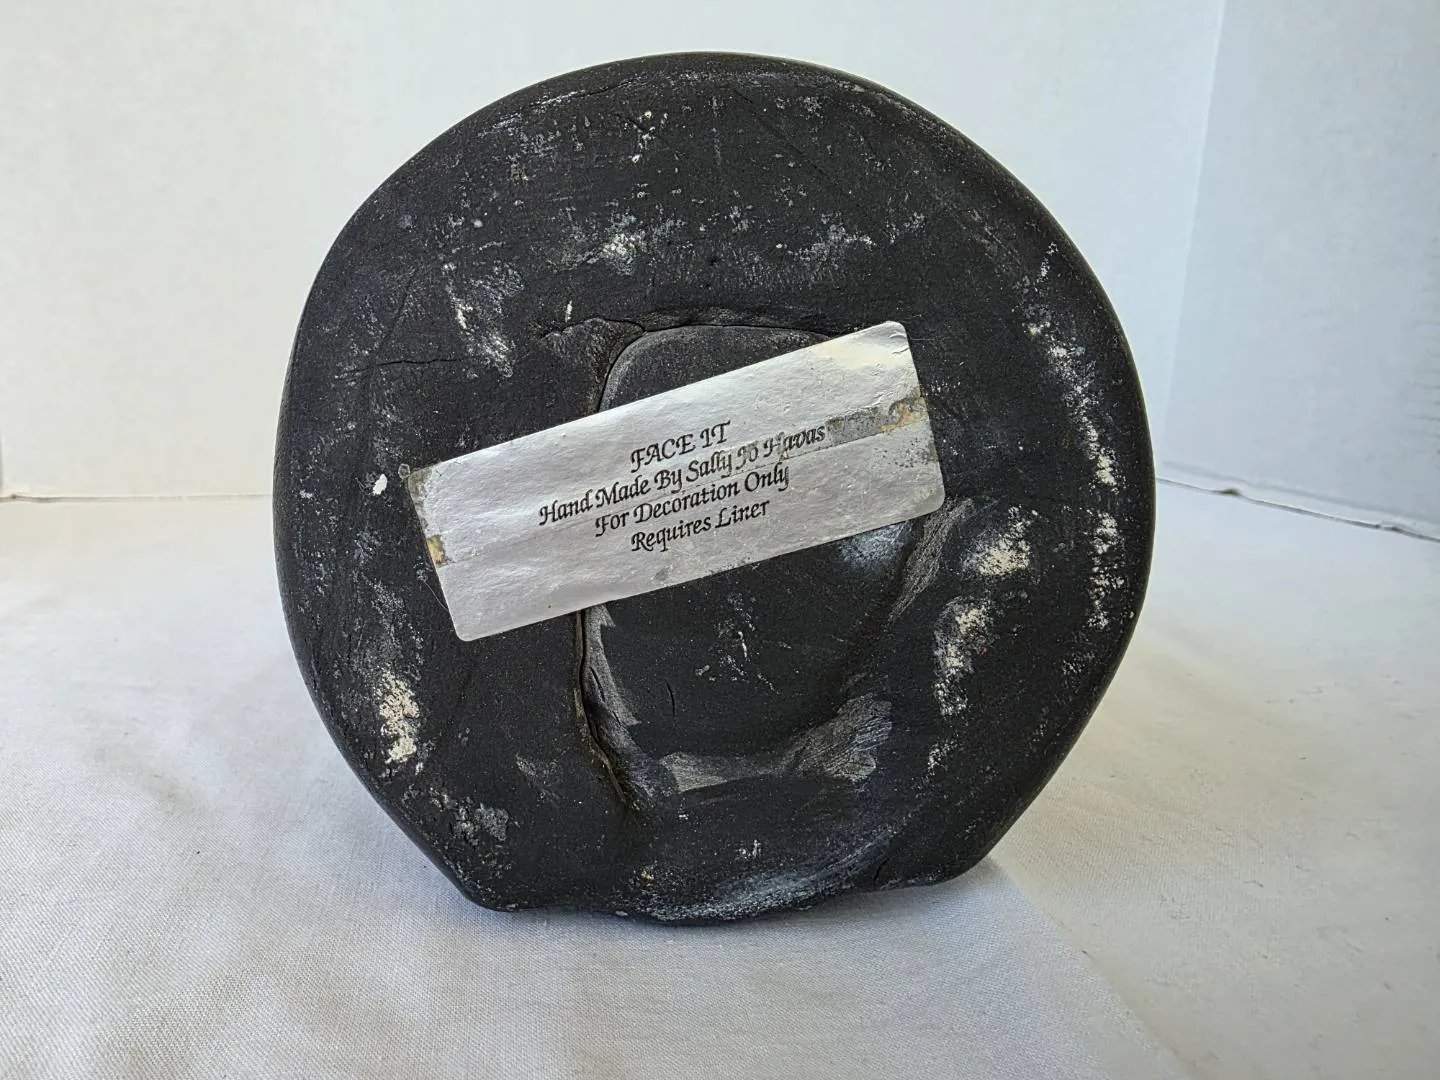 FACE IT
Hand Made By Sally Jo Havas
For Decoration Only
Requires Liner